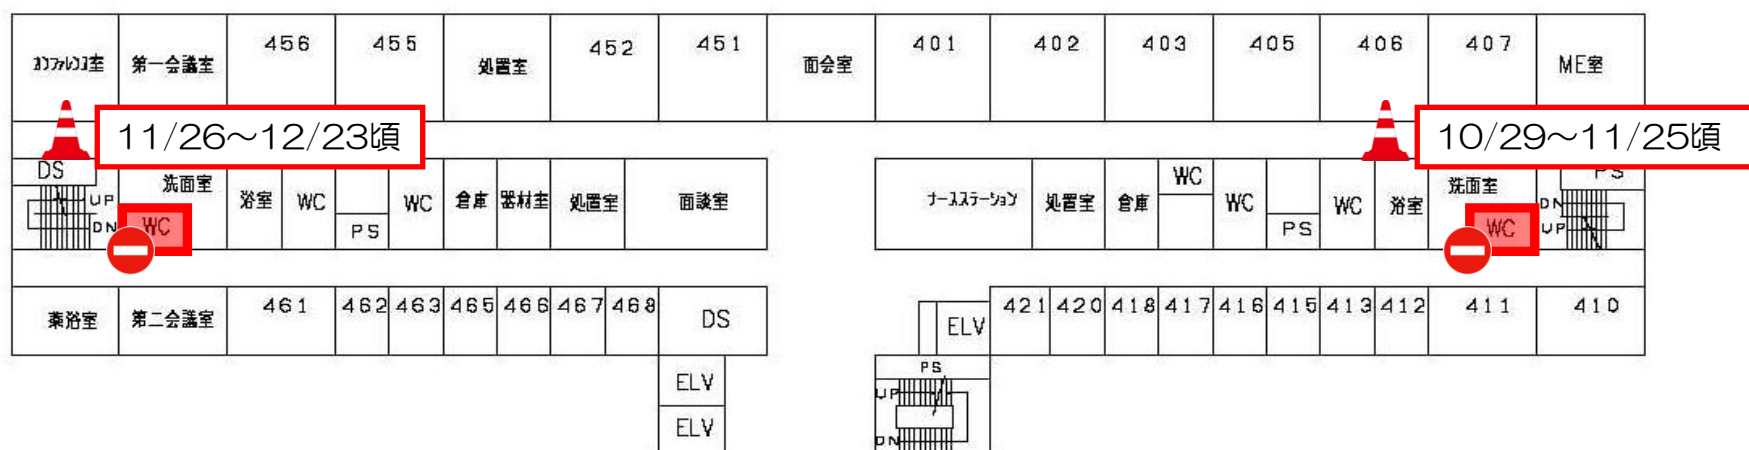 ｶﾝﾌｧﾚﾝｽ室 第一会議室 456 455 処置室 452 451 面会室 401 402 403 405 406 407 ME室
11/26～12/23頃 10/29～11/25頃
DS 洗面室 浴室 WC WC 倉庫 器材室 処置室 面談室 ﾅｰｽｽﾃｰｼｮﾝ 処置室 倉庫 WC WC WC 浴室 洗面室 PS
UP DN WC PS PS WC DN UP
薬浴室 第二会議室 461 462 463 465 466 467 468 DS ELV 421 420 418 417 416 415 413 412 411 410
ELV PS
UP
ELV DN